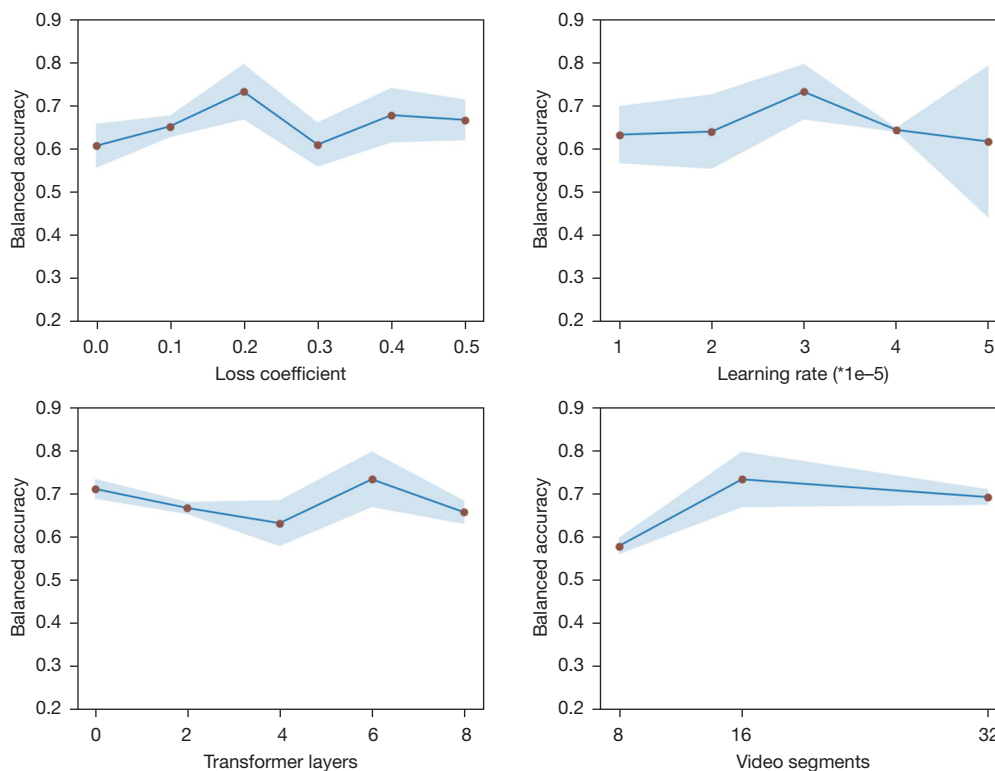 0.9
0.8
0.7
0.6
0.5
0.4
0.3
0.2
Balanced accuracy
0.0 0.1 0.2 0.3 0.4 0.5
Loss coefficient
0.9
0.8
0.7
0.6
0.5
0.4
0.3
0.2
Balanced accuracy
1 2 3 4 5
Learning rate (*1e–5)
0.9
0.8
0.7
0.6
0.5
0.4
0.3
0.2
Balanced accuracy
0 2 4 6 8
Transformer layers
0.9
0.8
0.7
0.6
0.5
0.4
0.3
0.2
Balanced accuracy
8 16 32
Video segments